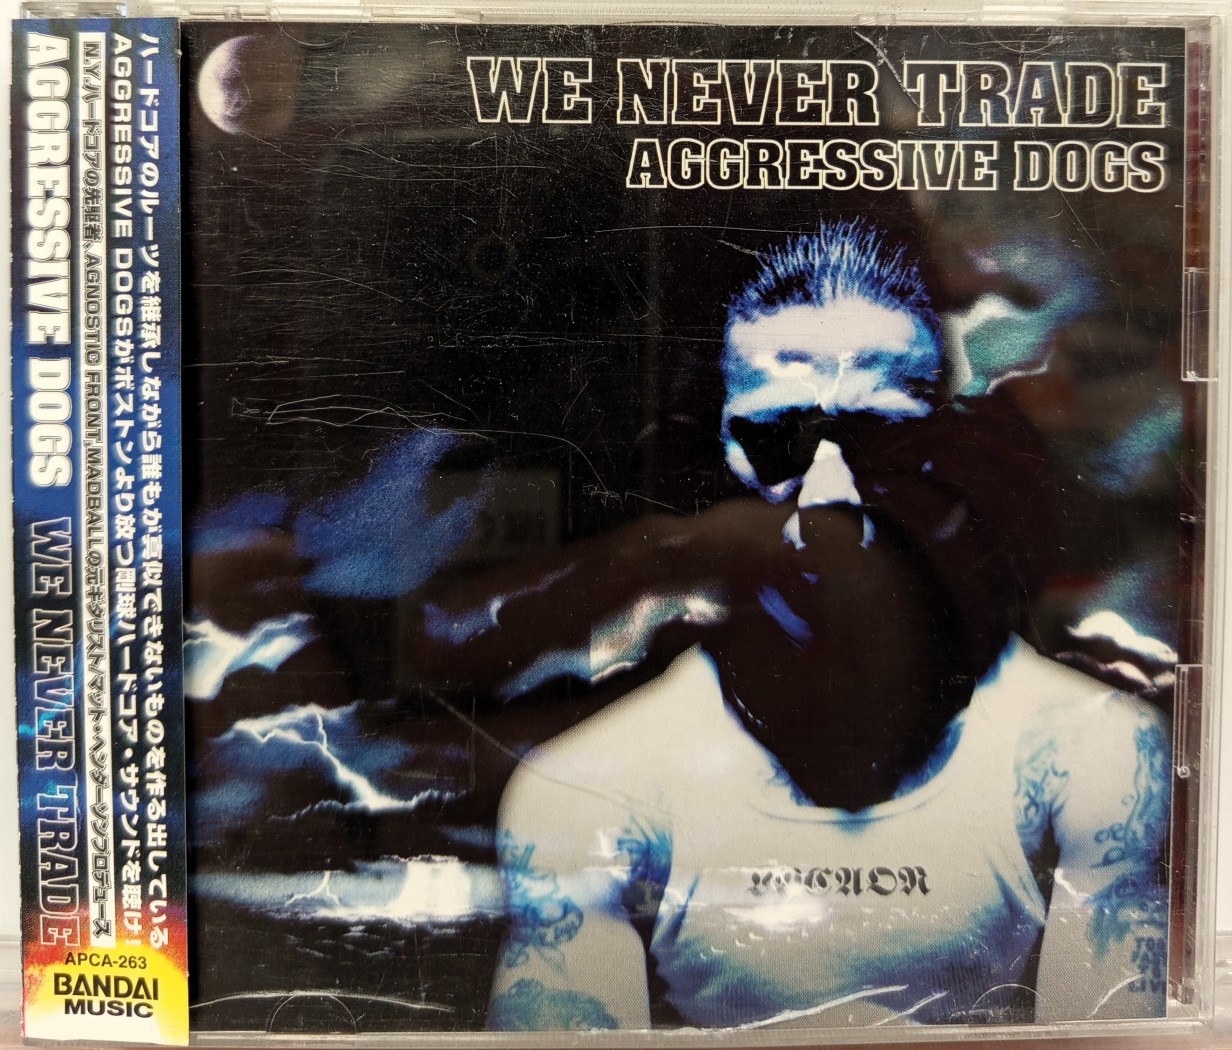 WE NEVER TRADE
AGGRESSIVE DOGS
ハードコアのルーツを継承しながら誰もが真似できないものを作る出している
AGGRESSIVE DOGSがボストンより放つ剛球ハードコア・サウンドを聴け!
N.Y.ハードコアの先駆者、AGNOSTIC FRONT,MADBALLの元ギタリスト/マット・ヘンダーソンプロデュース
AGGRESSIVE DOGS WE NEVER TRADE
APCA-263
BANDAI
MUSIC